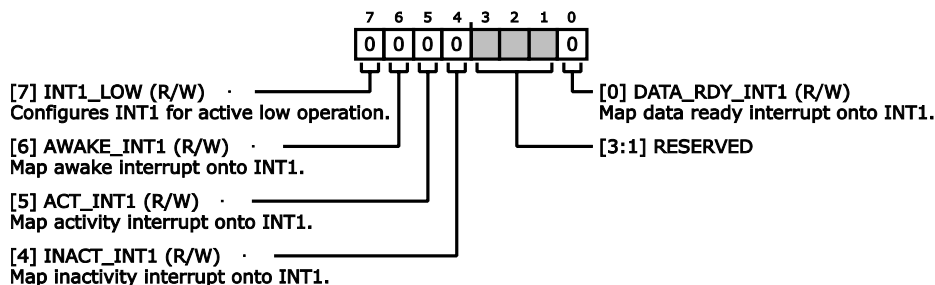 7 6 5 4 3 2 1 0
0 0 0 0 0
[7] INT1_LOW (R/W)
Configures INT1 for active low operation.
[6] AWAKE_INT1 (R/W)
Map awake interrupt onto INT1.
[5] ACT_INT1 (R/W)
Map activity interrupt onto INT1.
[4] INACT_INT1 (R/W)
Map inactivity interrupt onto INT1.
[0] DATA_RDY_INT1 (R/W)
Map data ready interrupt onto INT1.
[3:1] RESERVED